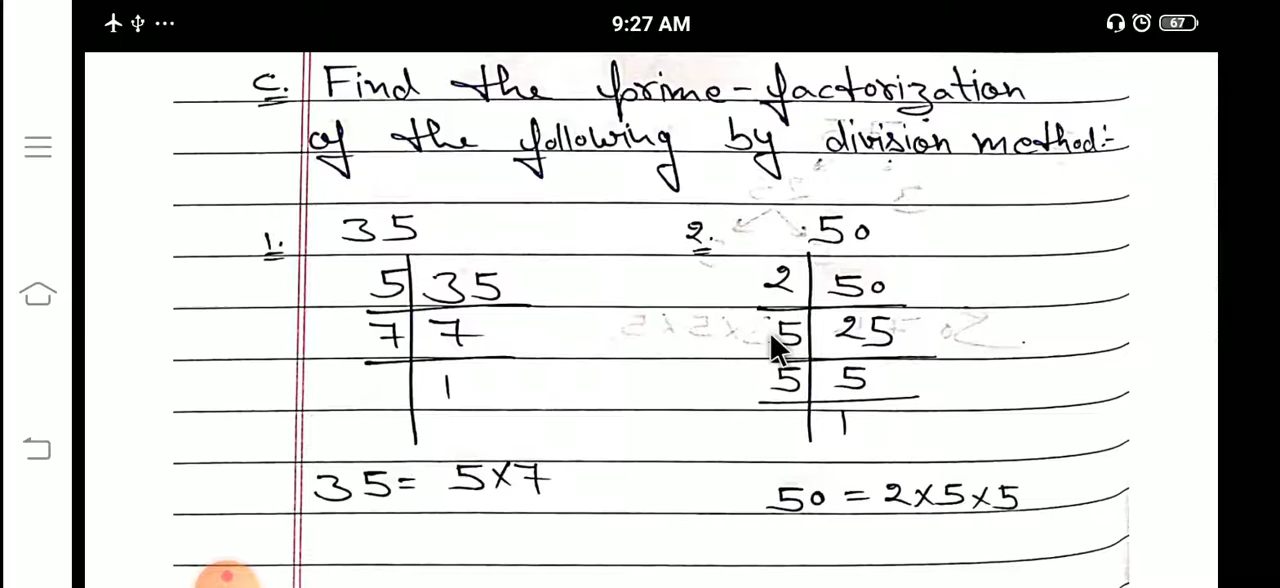 9:27 AM
67
C. Find the prime-factorization
of the following by division method:-
1. 35
5 35
7 7
1
35 = 5×7
2. 50
2 50
5 25
5 5
1
50 = 2×5×5